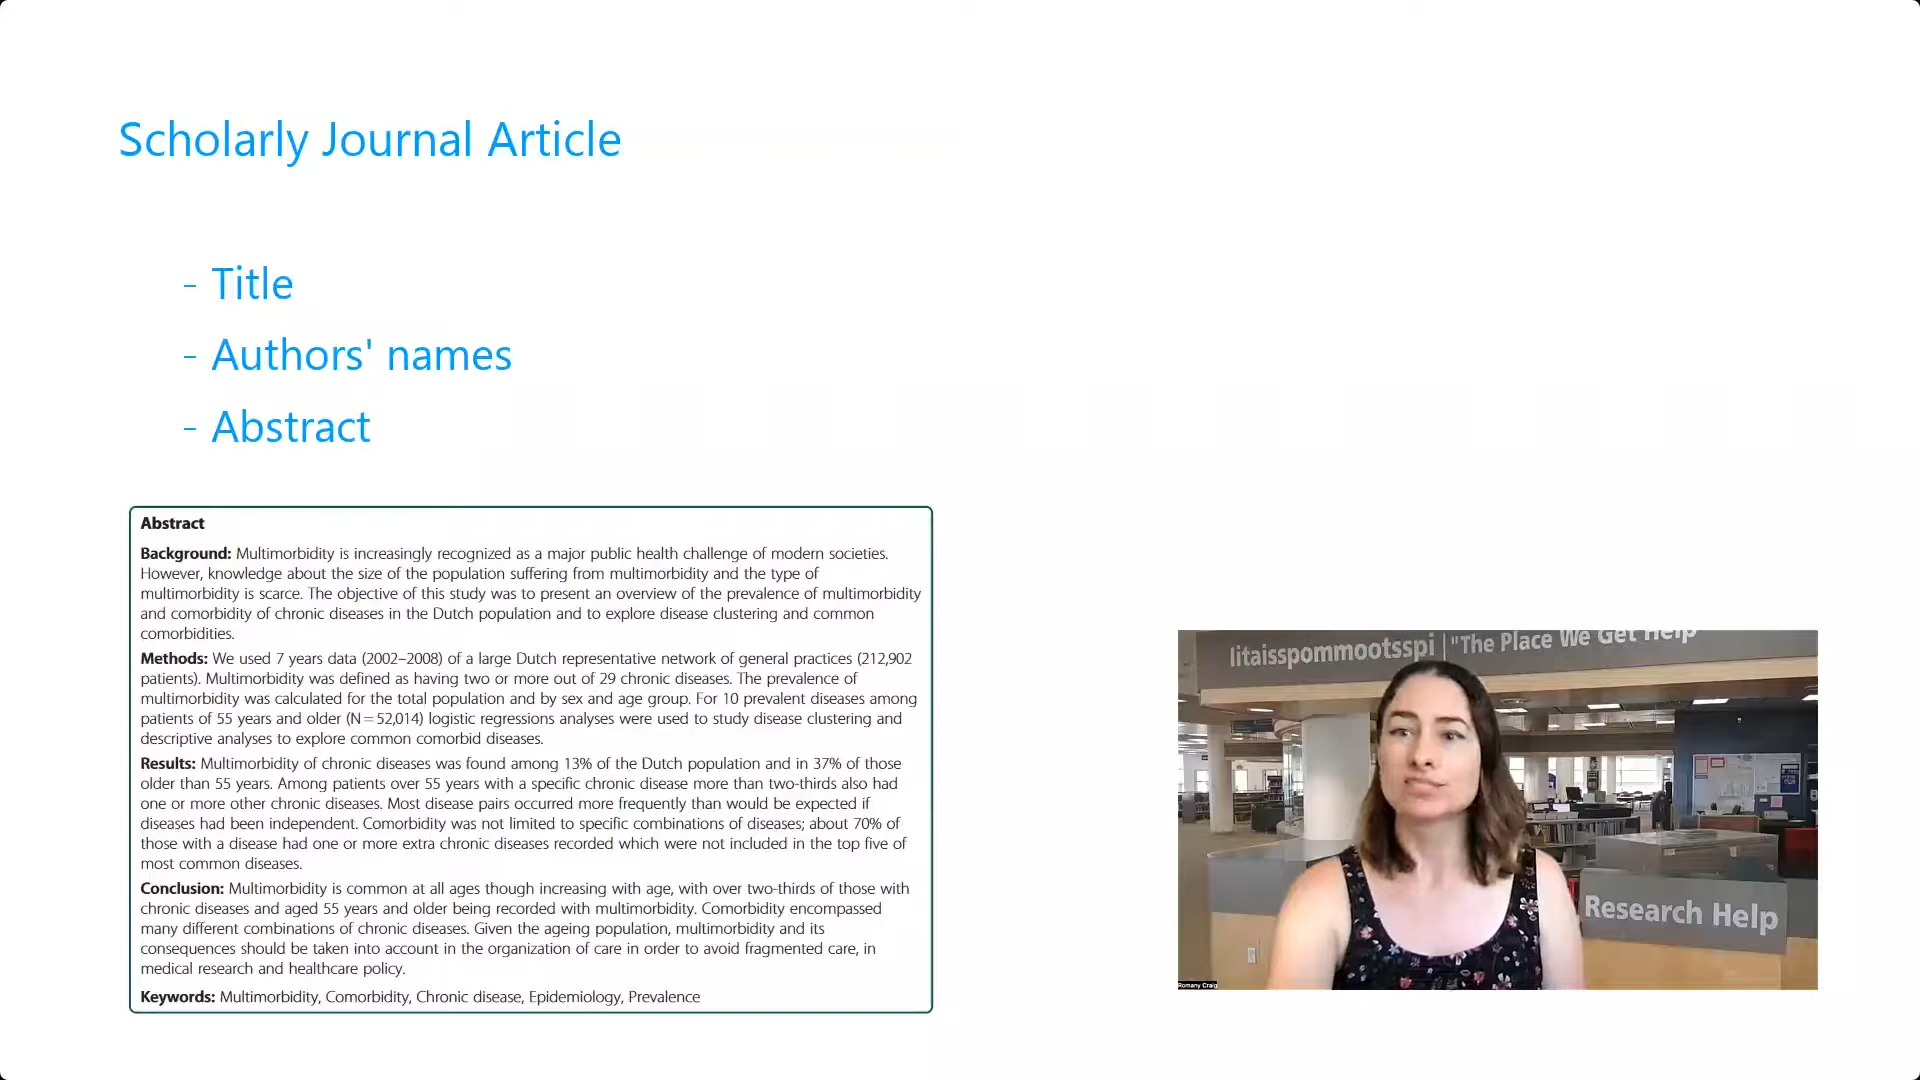 Scholarly Journal Article
- Title
- Authors' names
- Abstract
Abstract
Background: Multimorbidity is increasingly recognized as a major public health challenge of modern societies.
However, knowledge about the size of the population suffering from multimorbidity and the type of
multimorbidity is scarce. The objective of this study was to present an overview of the prevalence of multimorbidity
and comorbidity of chronic diseases in the Dutch population and to explore disease clustering and common
comorbidities.
Methods: We used 7 years data (2002–2008) of a large Dutch representative network of general practices (212,902
patients). Multimorbidity was defined as having two or more out of 29 chronic diseases. The prevalence of
multimorbidity was calculated for the total population and by sex and age group. For 10 prevalent diseases among
patients of 55 years and older (N = 52,014) logistic regressions analyses were used to study disease clustering and
descriptive analyses to explore common comorbid diseases.
Results: Multimorbidity of chronic diseases was found among 13% of the Dutch population and in 37% of those
older than 55 years. Among patients over 55 years with a specific chronic disease more than two-thirds also had
one or more other chronic diseases. Most disease pairs occurred more frequently than would be expected if
diseases had been independent. Comorbidity was not limited to specific combinations of diseases; about 70% of
those with a disease had one or more extra chronic diseases recorded which were not included in the top five of
most common diseases.
Conclusion: Multimorbidity is common at all ages though increasing with age, with over two-thirds of those with
chronic diseases and aged 55 years and older being recorded with multimorbidity. Comorbidity encompassed
many different combinations of chronic diseases. Given the ageing population, multimorbidity and its
consequences should be taken into account in the organization of care in order to avoid fragmented care, in
medical research and healthcare policy.
Keywords: Multimorbidity, Comorbidity, Chronic disease, Epidemiology, Prevalence
litaisspommootsspi | "The Place We Get Help
Research Help
Romany Craig